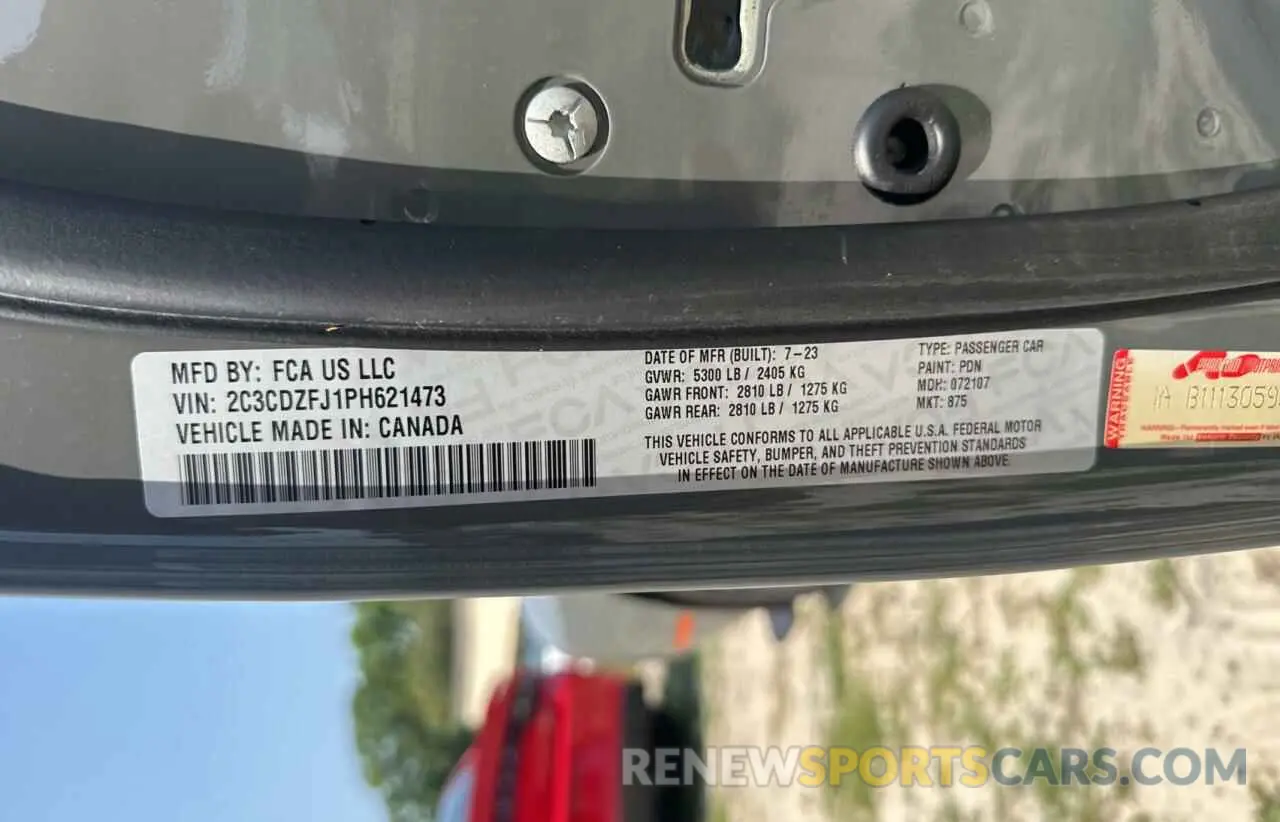 MFD BY: FCA US LLC
VIN: 2C3CDZFJ1PH621473
VEHICLE MADE IN: CANADA
DATE OF MFR (BUILT): 7-23
GVWR: 5300 LB / 2405 KG
GAWR FRONT: 2810 LB / 1275 KG
GAWR REAR: 2810 LB / 1275 KG
TYPE: PASSENGER CAR
PAINT: PDN
MDH: 072107
MKT: 875
THIS VEHICLE CONFORMS TO ALL APPLICABLE U.S.A. FEDERAL MOTOR
VEHICLE SAFETY, BUMPER, AND THEFT PREVENTION STANDARDS
IN EFFECT ON THE DATE OF MANUFACTURE SHOWN ABOVE.
WARNING
RENEWSPORTSCARS.COM